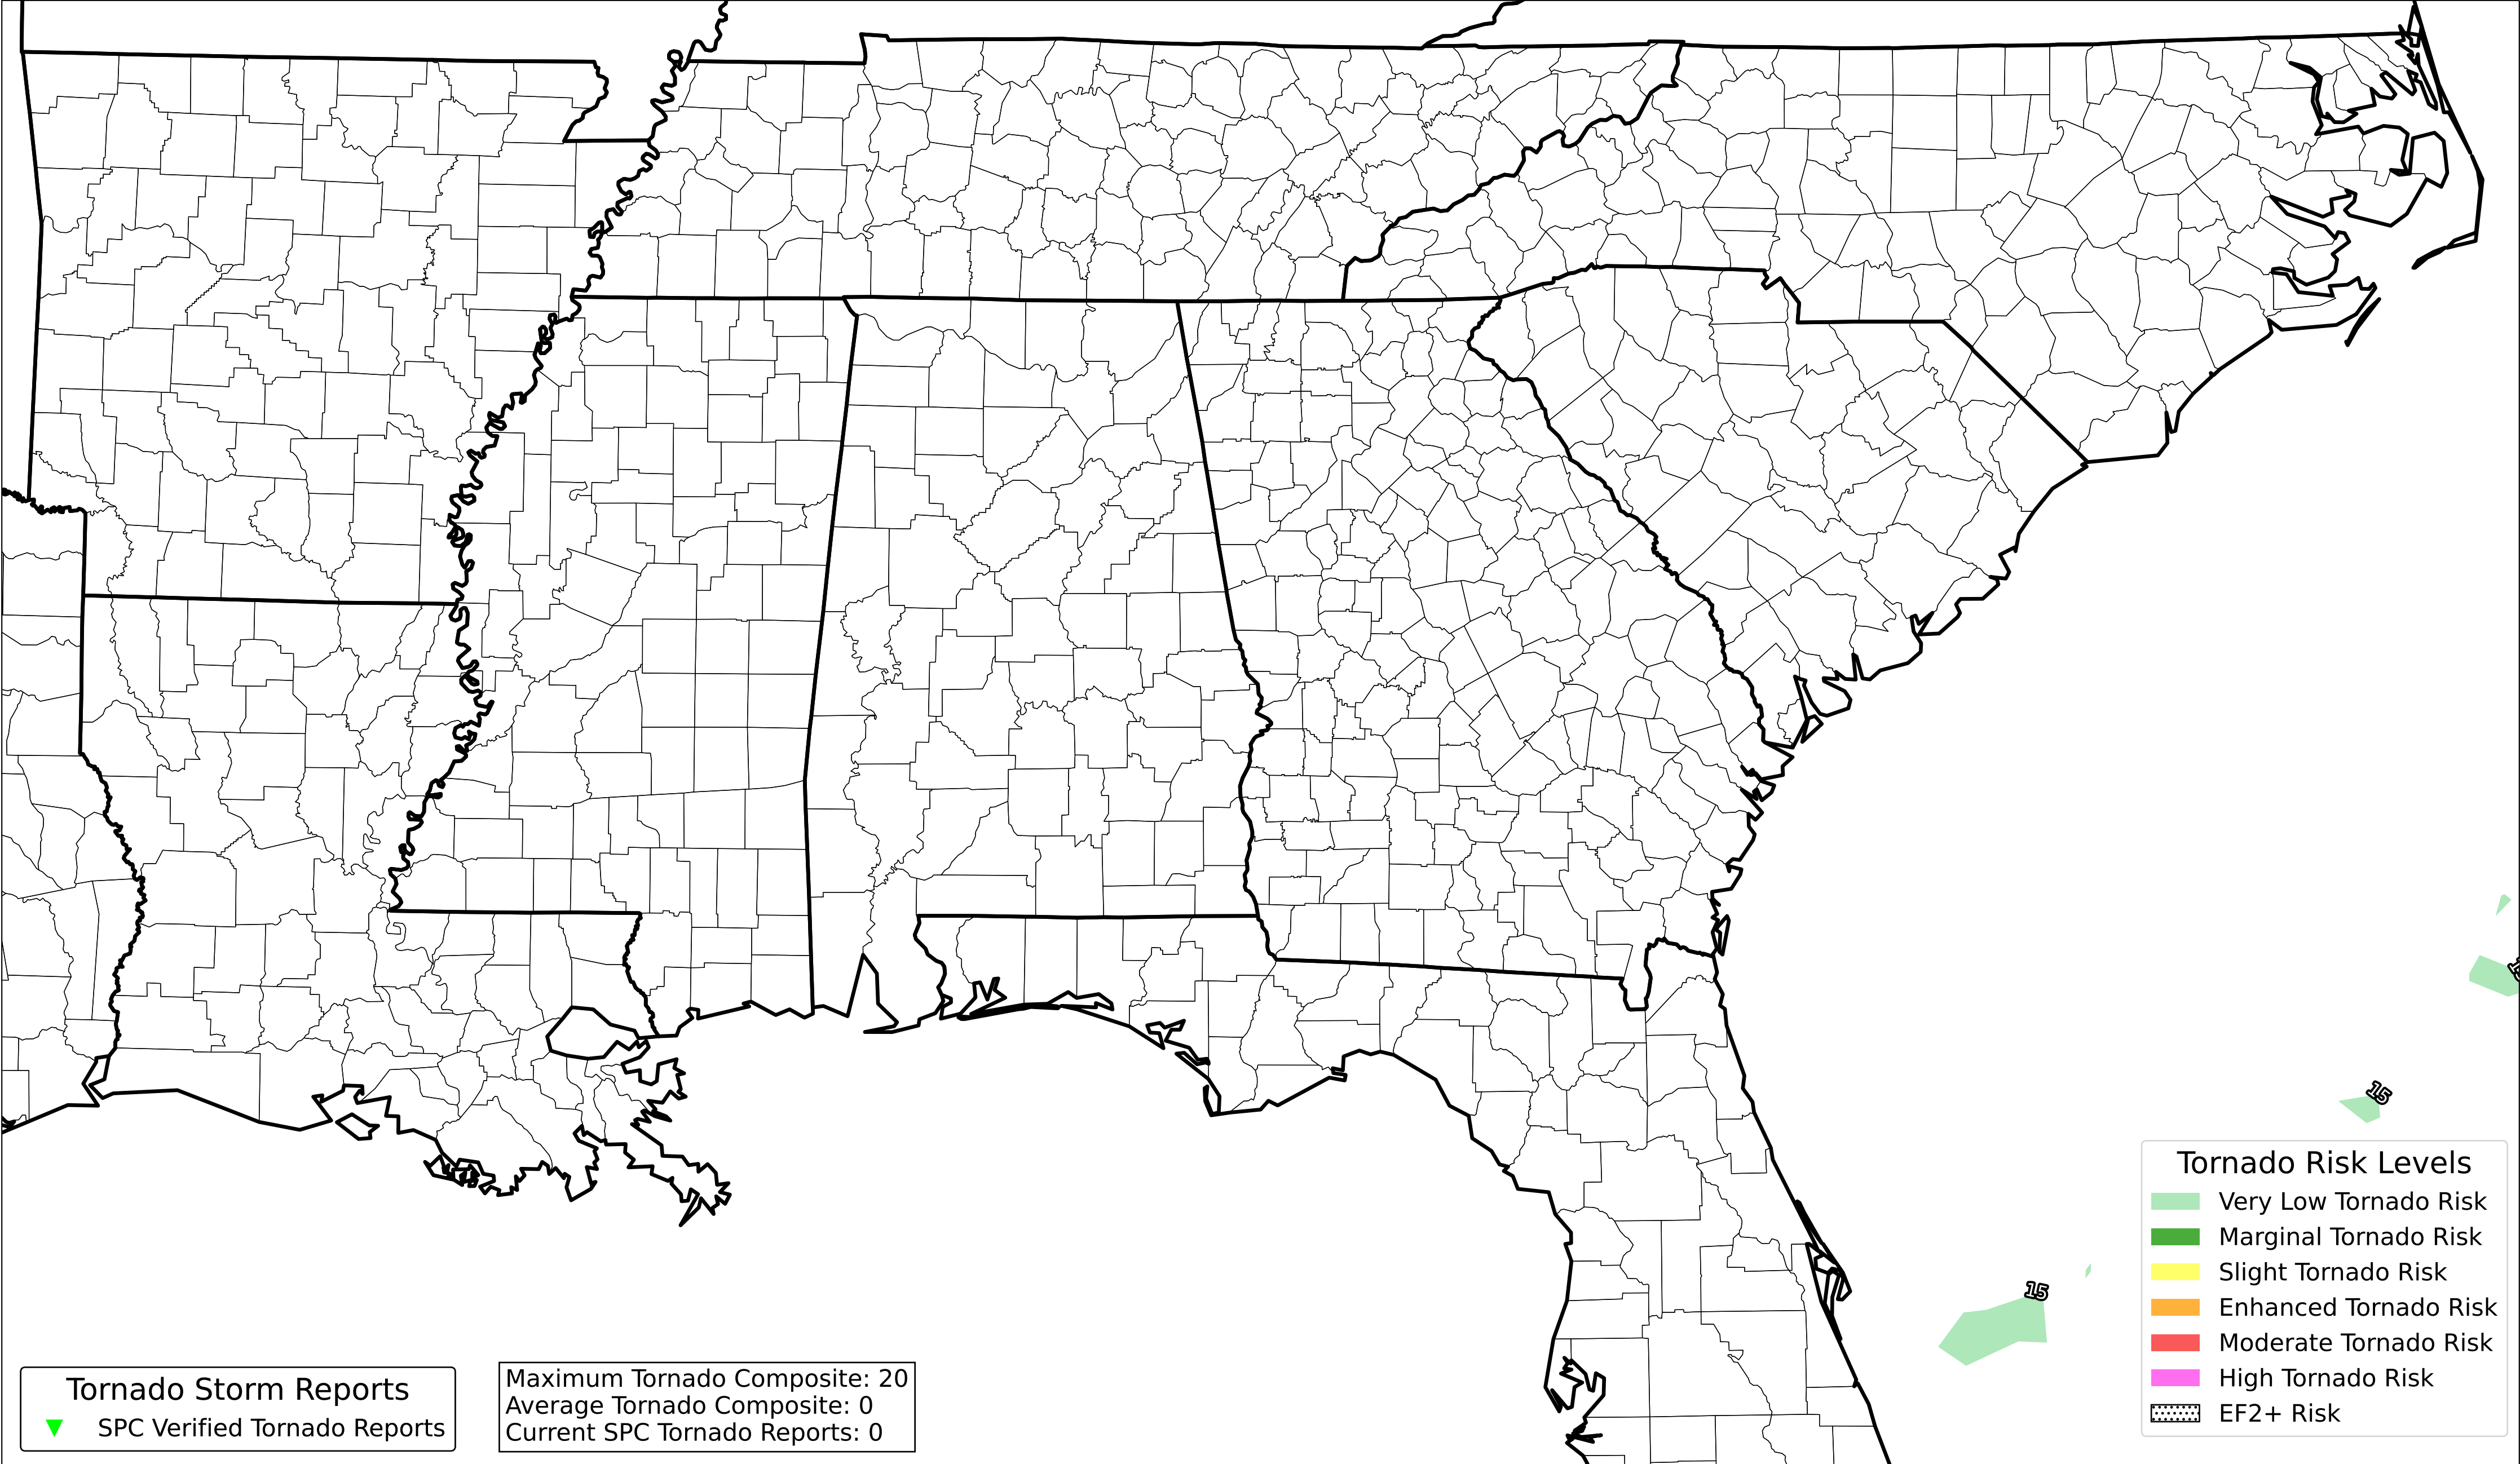 15
15
Tornado Risk Levels
Very Low Tornado Risk
Marginal Tornado Risk
Slight Tornado Risk
Enhanced Tornado Risk
Moderate Tornado Risk
High Tornado Risk
EF2+ Risk
Tornado Storm Reports
SPC Verified Tornado Reports
Maximum Tornado Composite: 20
Average Tornado Composite: 0
Current SPC Tornado Reports: 0